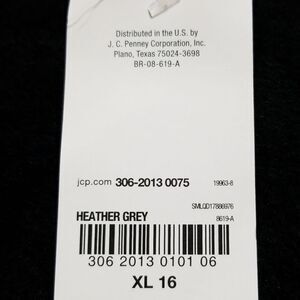 Distributed in the U.S. by
J. C. Penney Corporation, Inc.
Plano, Texas 75024-3698
BR-08-619-A
jcp.com 306-2013 0075 19963-8
SMLQD17886976
HEATHER GREY 8619-A
306 2013 0101 06
XL 16